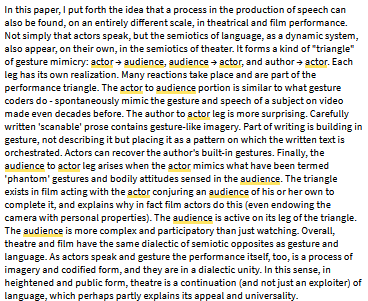 In this paper, I put forth the idea that a process in the production of speech can
also be found, on an entirely different scale, in theatrical and film performance.
Not simply that actors speak, but the semiotics of language, as a dynamic system,
also appear, on their own, in the semiotics of theater. It forms a kind of "triangle"
of gesture mimicry: actor → audience, audience → actor, and author → actor. Each
leg has its own realization. Many reactions take place and are part of the
performance triangle. The actor to audience portion is similar to what gesture
coders do - spontaneously mimic the gesture and speech of a subject on video
made even decades before. The author to actor leg is more surprising. Carefully
written 'scanable' prose contains gesture-like imagery. Part of writing is building in
gesture, not describing it but placing it as a pattern on which the written text is
orchestrated. Actors can recover the author's built-in gestures. Finally, the
audience to actor leg arises when the actor mimics what have been termed
'phantom' gestures and bodily attitudes sensed in the audience. The triangle
exists in film acting with the actor conjuring an audience of his or her own to
complete it, and explains why in fact film actors do this (even endowing the
camera with personal properties). The audience is active on its leg of the triangle.
The audience is more complex and participatory than just watching. Overall,
theatre and film have the same dialectic of semiotic opposites as gesture and
language. As actors speak and gesture the performance itself, too, is a process of
imagery and codified form, and they are in a dialectic unity. In this sense, in
heightened and public form, theatre is a continuation (and not just an exploiter) of
language, which perhaps partly explains its appeal and universality.